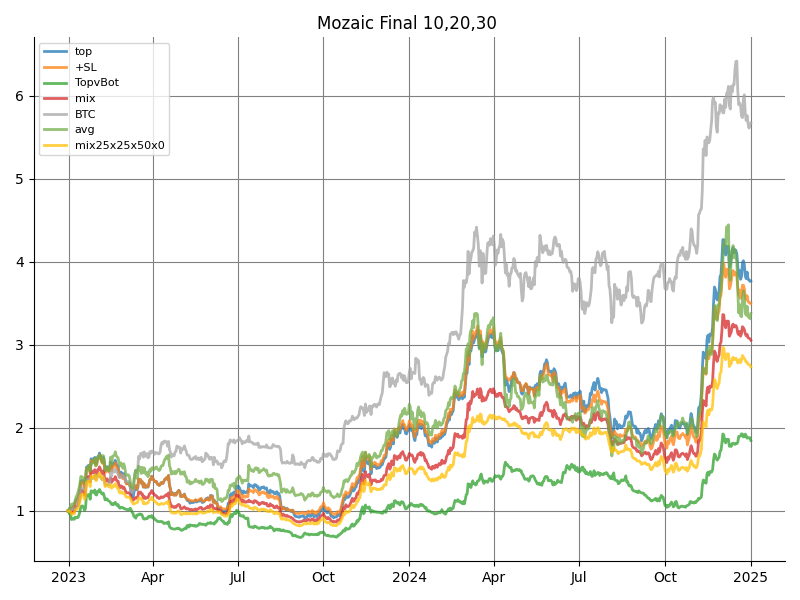 Mozaic Final 10,20,30
top
+SL
TopvBot
mix
BTC
avg
mix25x25x50x0
6
5
4
3
2
1
2023 Apr Jul Oct 2024 Apr Jul Oct 2025